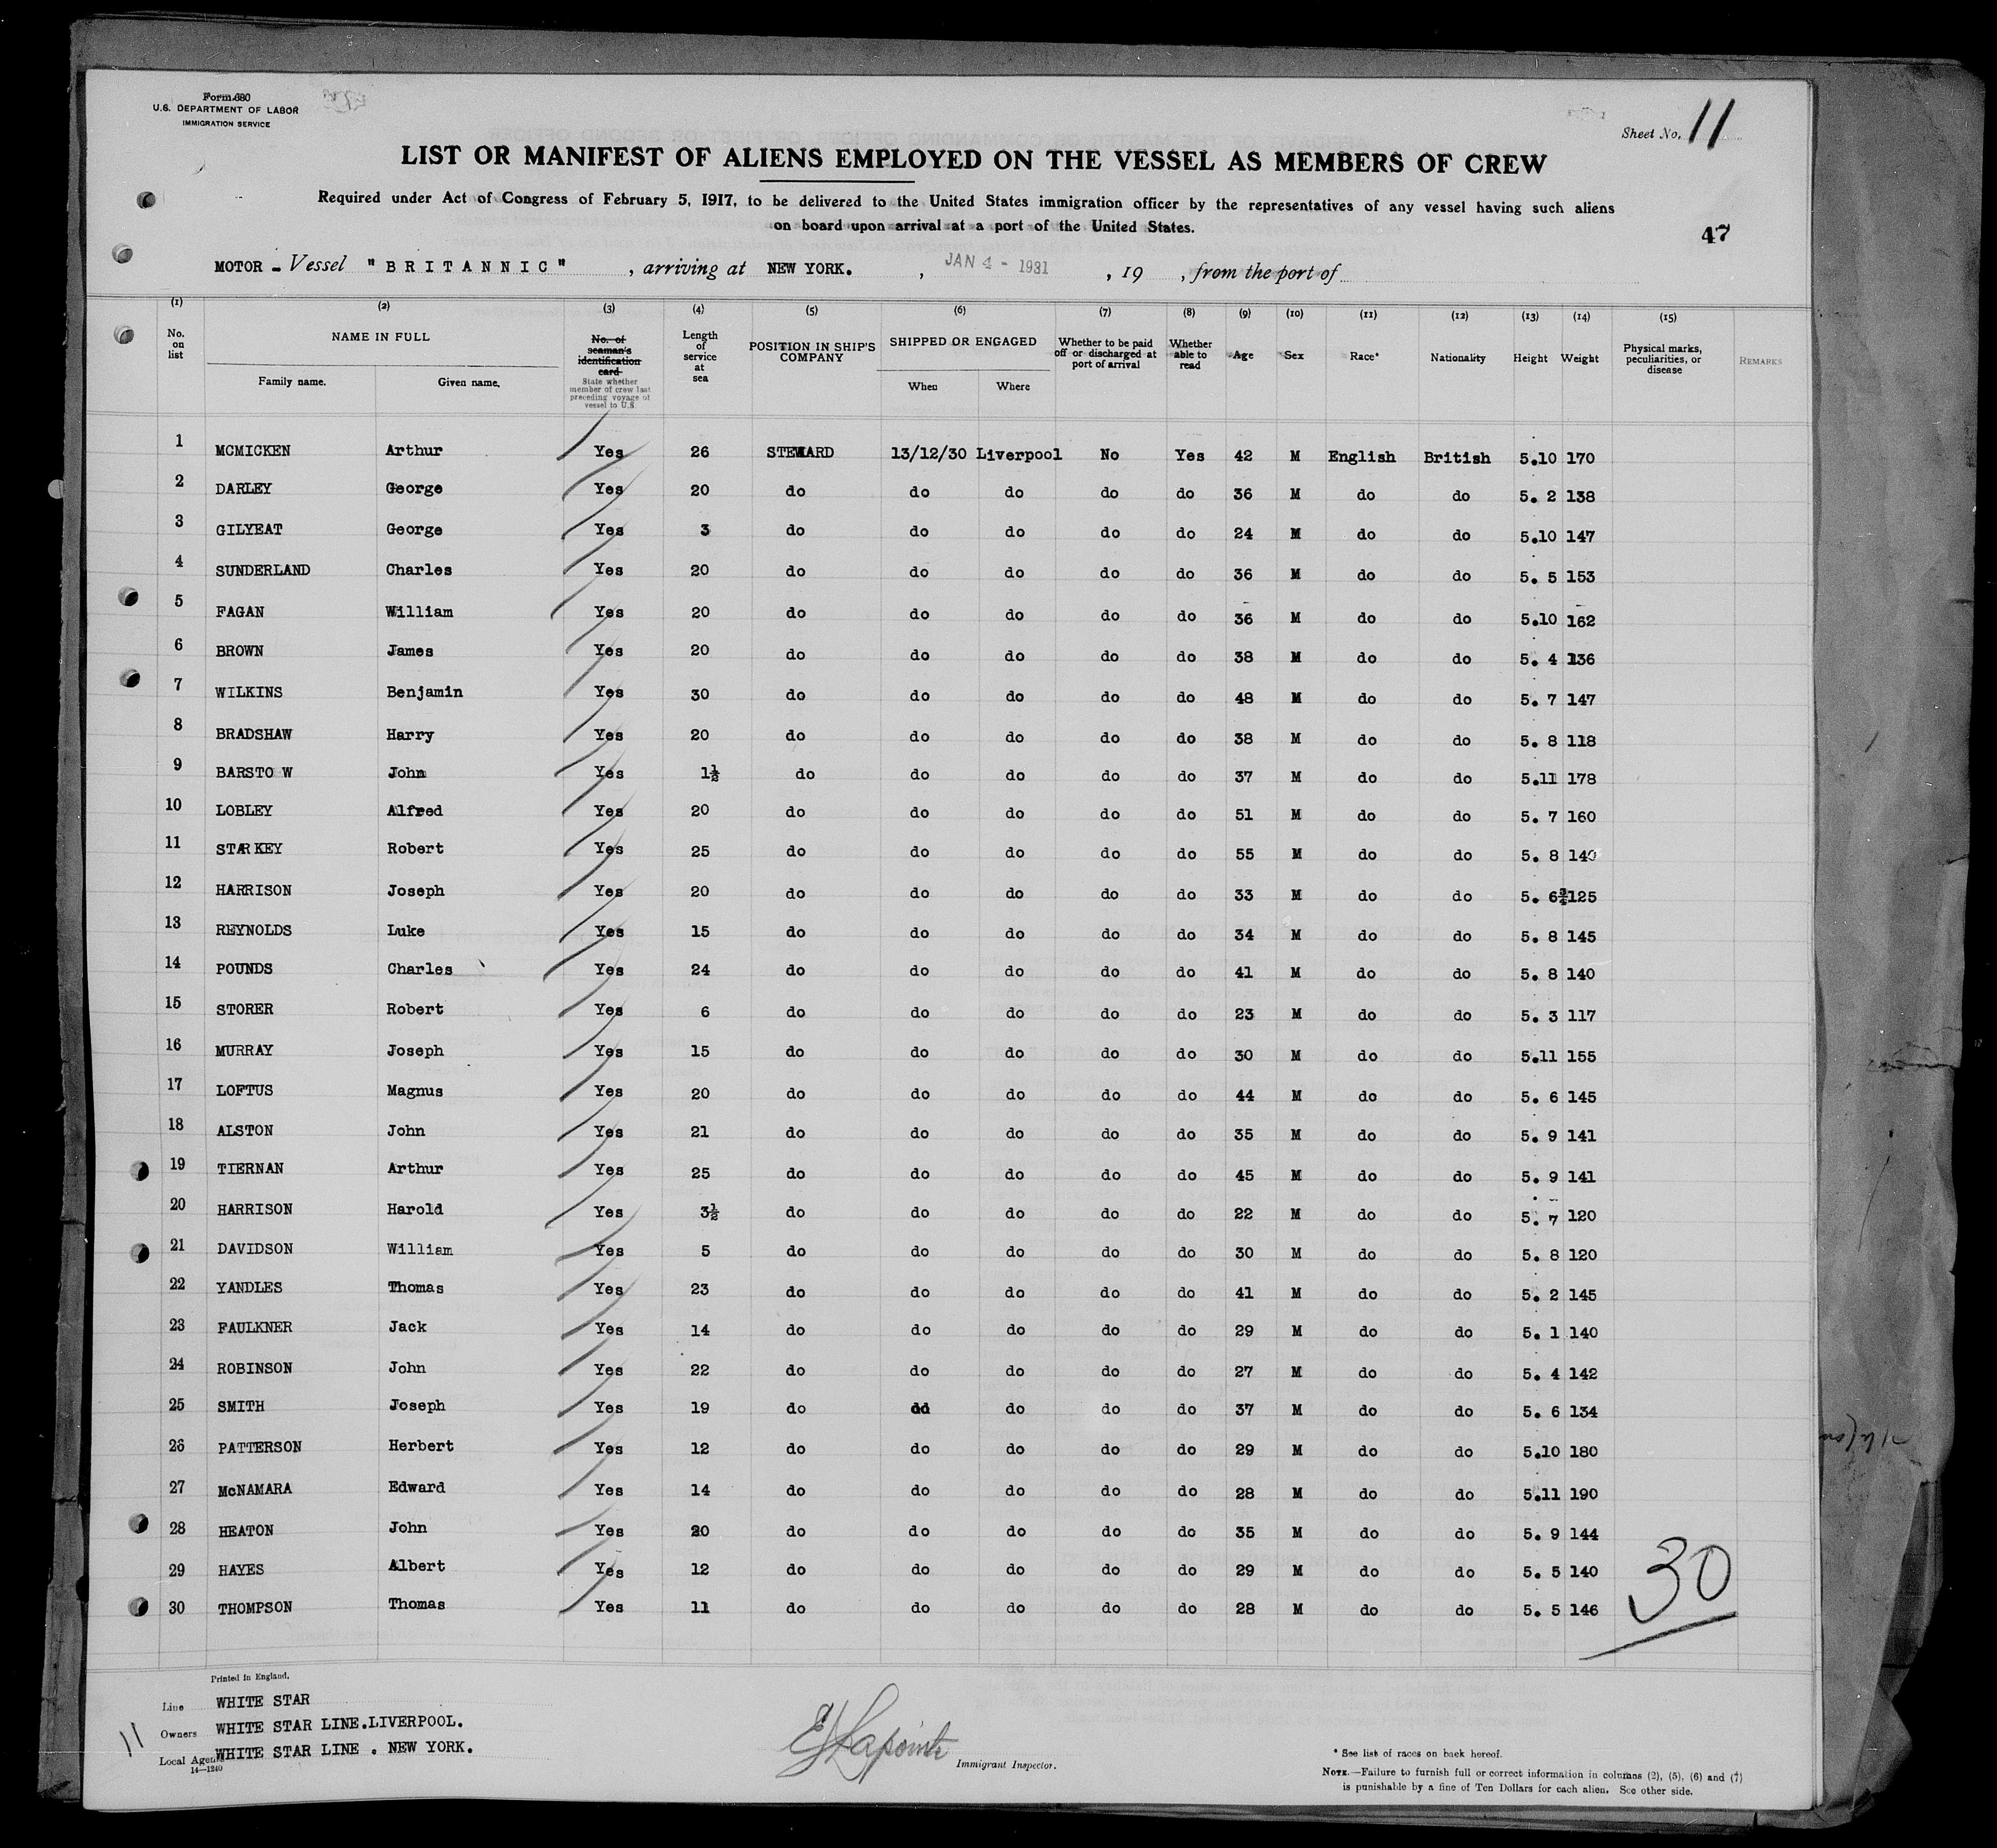 Form 680
U.S. DEPARTMENT OF LABOR
IMMIGRATION SERVICE
Sheet No. 11
LIST OR MANIFEST OF ALIENS EMPLOYED ON THE VESSEL AS MEMBERS OF CREW
Required under Act of Congress of February 5, 1917, to be delivered to the United States immigration officer by the representatives of any vessel having such aliens
on board upon arrival at a port of the United States.
47
MOTOR - Vessel "BRITANNIC", arriving at NEW YORK. , JAN 4 - 1931 , 19 , from the port of
(1) (2) (3) (4) (5) (6) (7) (8) (9) (10) (11) (12) (13) (14) (15)
No. on list NAME IN FULL Family name. Given name. No. of seaman's identification card State whether member of crew last preceding voyage of vessel to U.S. Length of service at sea POSITION IN SHIP'S COMPANY SHIPPED OR ENGAGED When Where Whether to be paid off or discharged at port of arrival Whether able to read Age Sex Race* Nationality Height Weight Physical marks, peculiarities, or disease REMARKS
1 MCMICKEN Arthur Yes 26 STEWARD 13/12/30 Liverpool No Yes 42 M English British 5.10 170
2 DARLEY George Yes 20 do do do do do 36 M do do 5. 2 138
3 GILYEAT George Yes 3 do do do do do 24 M do do 5.10 147
4 SUNDERLAND Charles Yes 20 do do do do do 36 M do do 5. 5 153
5 FAGAN William Yes 20 do do do do do 36 M do do 5.10 162
6 BROWN James Yes 20 do do do do do 38 M do do 5. 4 136
7 WILKINS Benjamin Yes 30 do do do do do 48 M do do 5. 7 147
8 BRADSHAW Harry Yes 20 do do do do do 38 M do do 5. 8 118
9 BARSTO W John Yes 1½ do do do do do 37 M do do 5.11 178
10 LOBLEY Alfred Yes 20 do do do do do 51 M do do 5. 7 160
11 STARKEY Robert Yes 25 do do do do do 55 M do do 5. 8 140
12 HARRISON Joseph Yes 20 do do do do do 33 M do do 5. 6¾ 125
13 REYNOLDS Luke Yes 15 do do do do do 34 M do do 5. 8 145
14 POUNDS Charles Yes 24 do do do do do 41 M do do 5. 8 140
15 STORER Robert Yes 6 do do do do do 23 M do do 5. 3 117
16 MURRAY Joseph Yes 15 do do do do do 30 M do do 5.11 155
17 LOFTUS Magnus Yes 20 do do do do do 44 M do do 5. 6 145
18 ALSTON John Yes 21 do do do do do 35 M do do 5. 9 141
19 TIERNAN Arthur Yes 25 do do do do do 45 M do do 5. 9 141
20 HARRISON Harold Yes 3½ do do do do do 22 M do do 5. 7 120
21 DAVIDSON William Yes 5 do do do do do 30 M do do 5. 8 120
22 YANDLES Thomas Yes 23 do do do do do 41 M do do 5. 2 145
23 FAULKNER Jack Yes 14 do do do do do 29 M do do 5. 1 140
24 ROBINSON John Yes 22 do do do do do 27 M do do 5. 4 142
25 SMITH Joseph Yes 19 do dd do do do 37 M do do 5. 6 134
26 PATTERSON Herbert Yes 12 do do do do do 29 M do do 5.10 180
27 McNAMARA Edward Yes 14 do do do do do 28 M do do 5.11 190
28 HEATON John Yes 20 do do do do do 35 M do do 5. 9 144
29 HAYES Albert Yes 12 do do do do do 29 M do do 5. 5 140
30 THOMPSON Thomas Yes 11 do do do do do 28 M do do 5. 5 146
30
Printed in England.
Line WHITE STAR
Owners WHITE STAR LINE.LIVERPOOL.
11
Local Agents WHITE STAR LINE . NEW YORK.
14—1240
E J Lapointe Immigrant Inspector.
* See list of races on back hereof.
NOTE.—Failure to furnish full or correct information in columns (2), (5), (6) and (7)
is punishable by a fine of Ten Dollars for each alien. See other side.